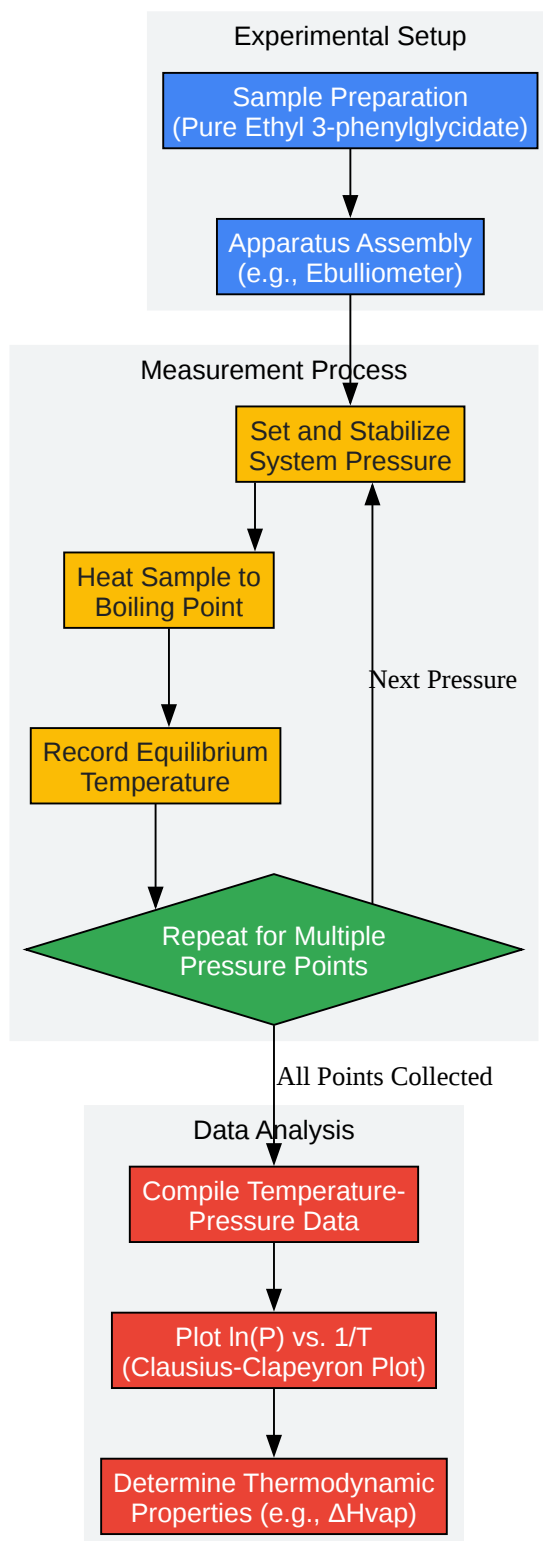 Experimental Setup
Sample Preparation
(Pure Ethyl 3-phenylglycidate)
Apparatus Assembly
(e.g., Ebulliometer)
Measurement Process
Set and Stabilize
System Pressure
Heat Sample to
Boiling Point
Next Pressure
Record Equilibrium
Temperature
Repeat for Multiple
Pressure Points
All Points Collected
Data Analysis
Compile Temperature-
Pressure Data
Plot ln(P) vs. 1/T
(Clausius-Clapeyron Plot)
Determine Thermodynamic
Properties (e.g., ΔHvap)